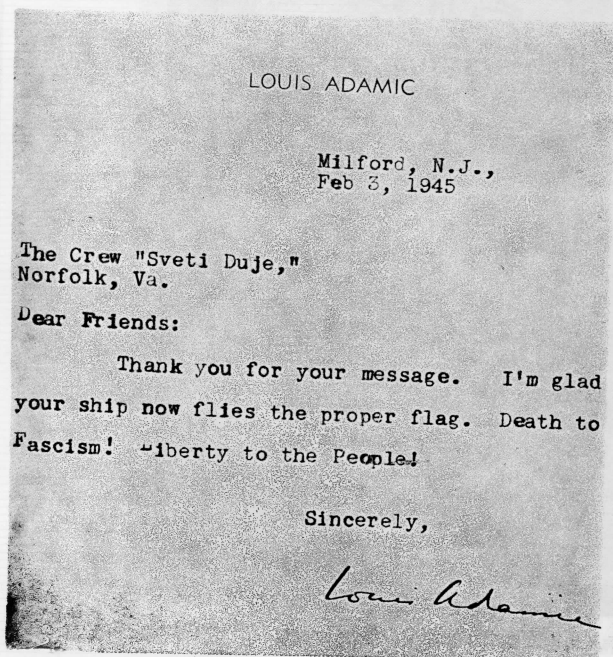 LOUIS ADAMIC
Milford, N.J.,
Feb 3, 1945
The Crew "Sveti Duje,"
Norfolk, Va.
Dear Friends:
Thank you for your message. I'm glad
your ship now flies the proper flag. Death to
Fascism! Liberty to the People!
Sincerely,
Louis Adamic